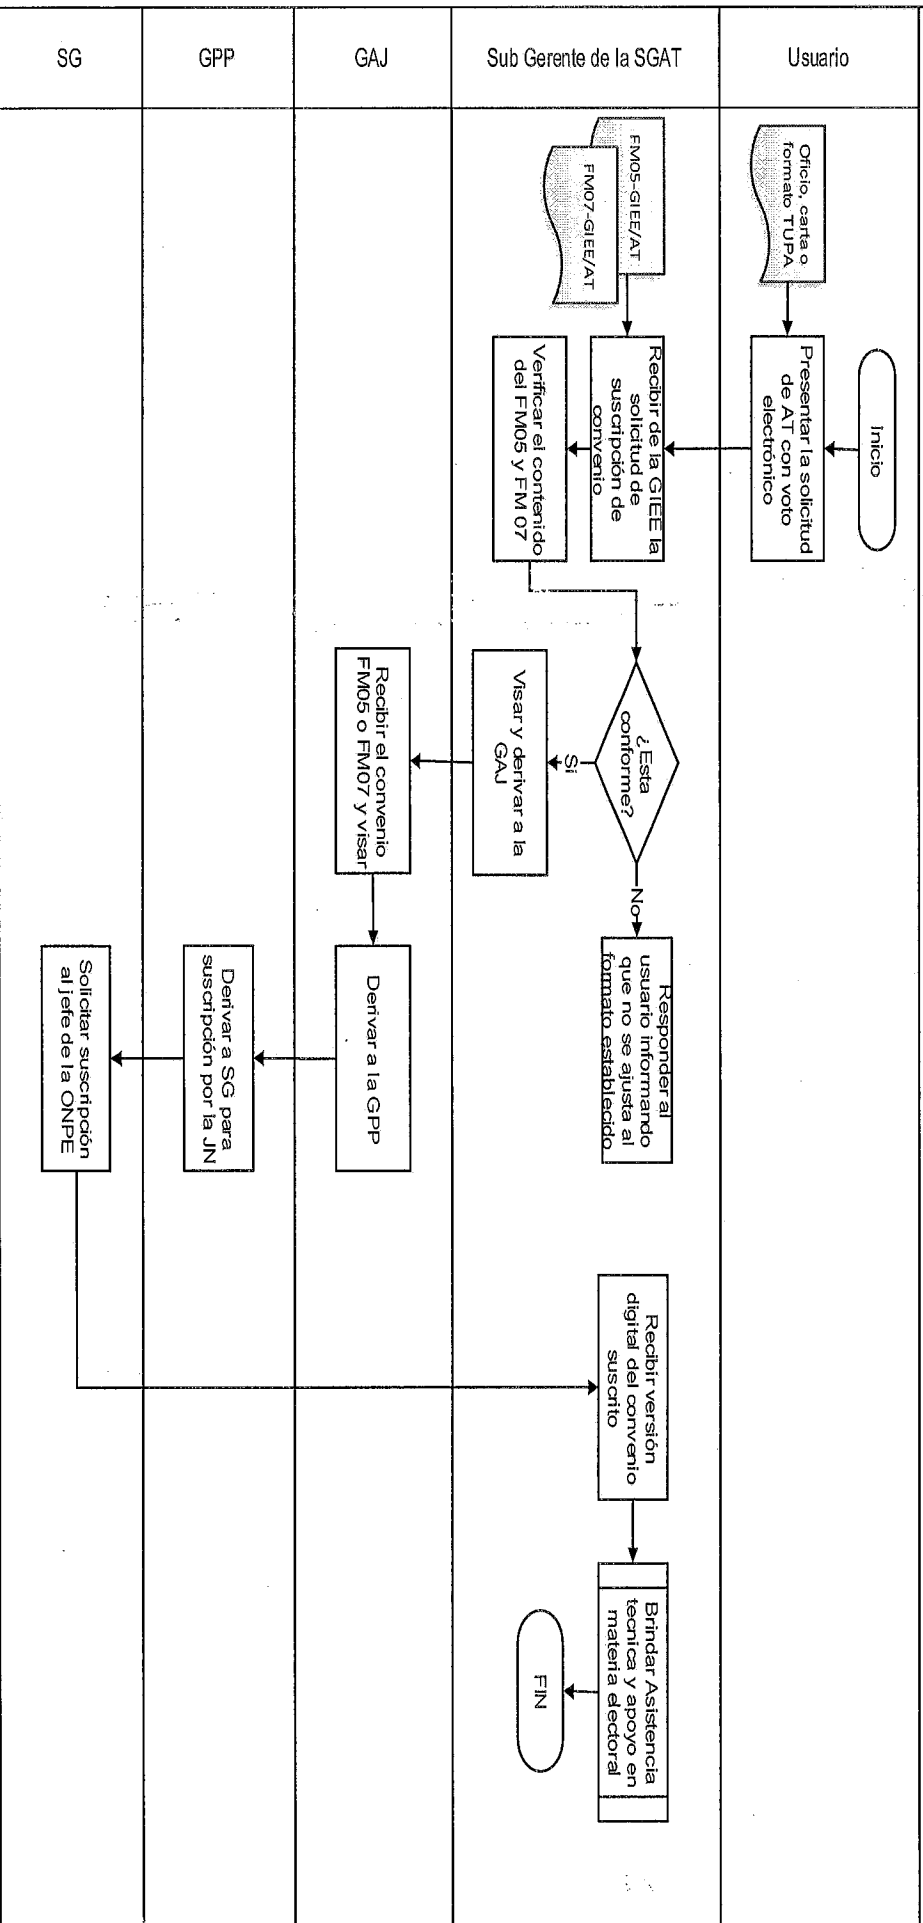 SG
GPP
GAJ
Sub Gerente de la SGAT
Usuario
Oficio, carta o
formato TUPA
Inicio
Presentar la solicitud
de AT con voto
electrónico
FM05-GIEE/AT
FM07-GIEE/AT
Recibir de la GIEE la
solicitud de
suscripción de
convenio
Verificar el contenido
del FM05 y FM 07
¿Esta
conforme?
Si
No
Visar y derivar a la
GAJ
Responder al
usuario informando
que no se ajusta al
formato establecido
Recibir el convenio
FM05 o FM07 y visar
Derivar a la GPP
Derivar a SG para
suscripción por la JN
Solicitar suscripción
al jefe de la ONPE
Recibir versión
digital del convenio
suscrito
Brindar Asistencia
tecnica y apoyo en
materia electoral
FIN